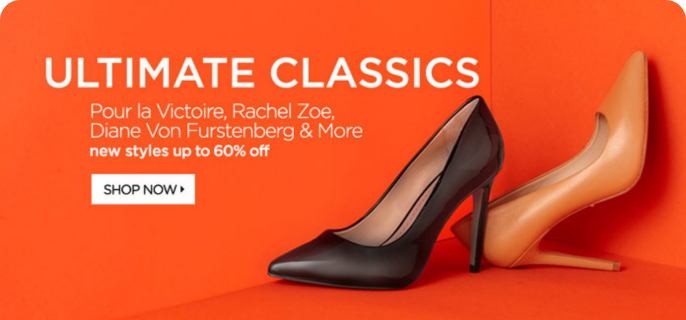 ULTIMATE CLASSICS
Pour la Victoire, Rachel Zoe,
Diane Von Furstenberg & More
new styles up to 60% off
SHOP NOW